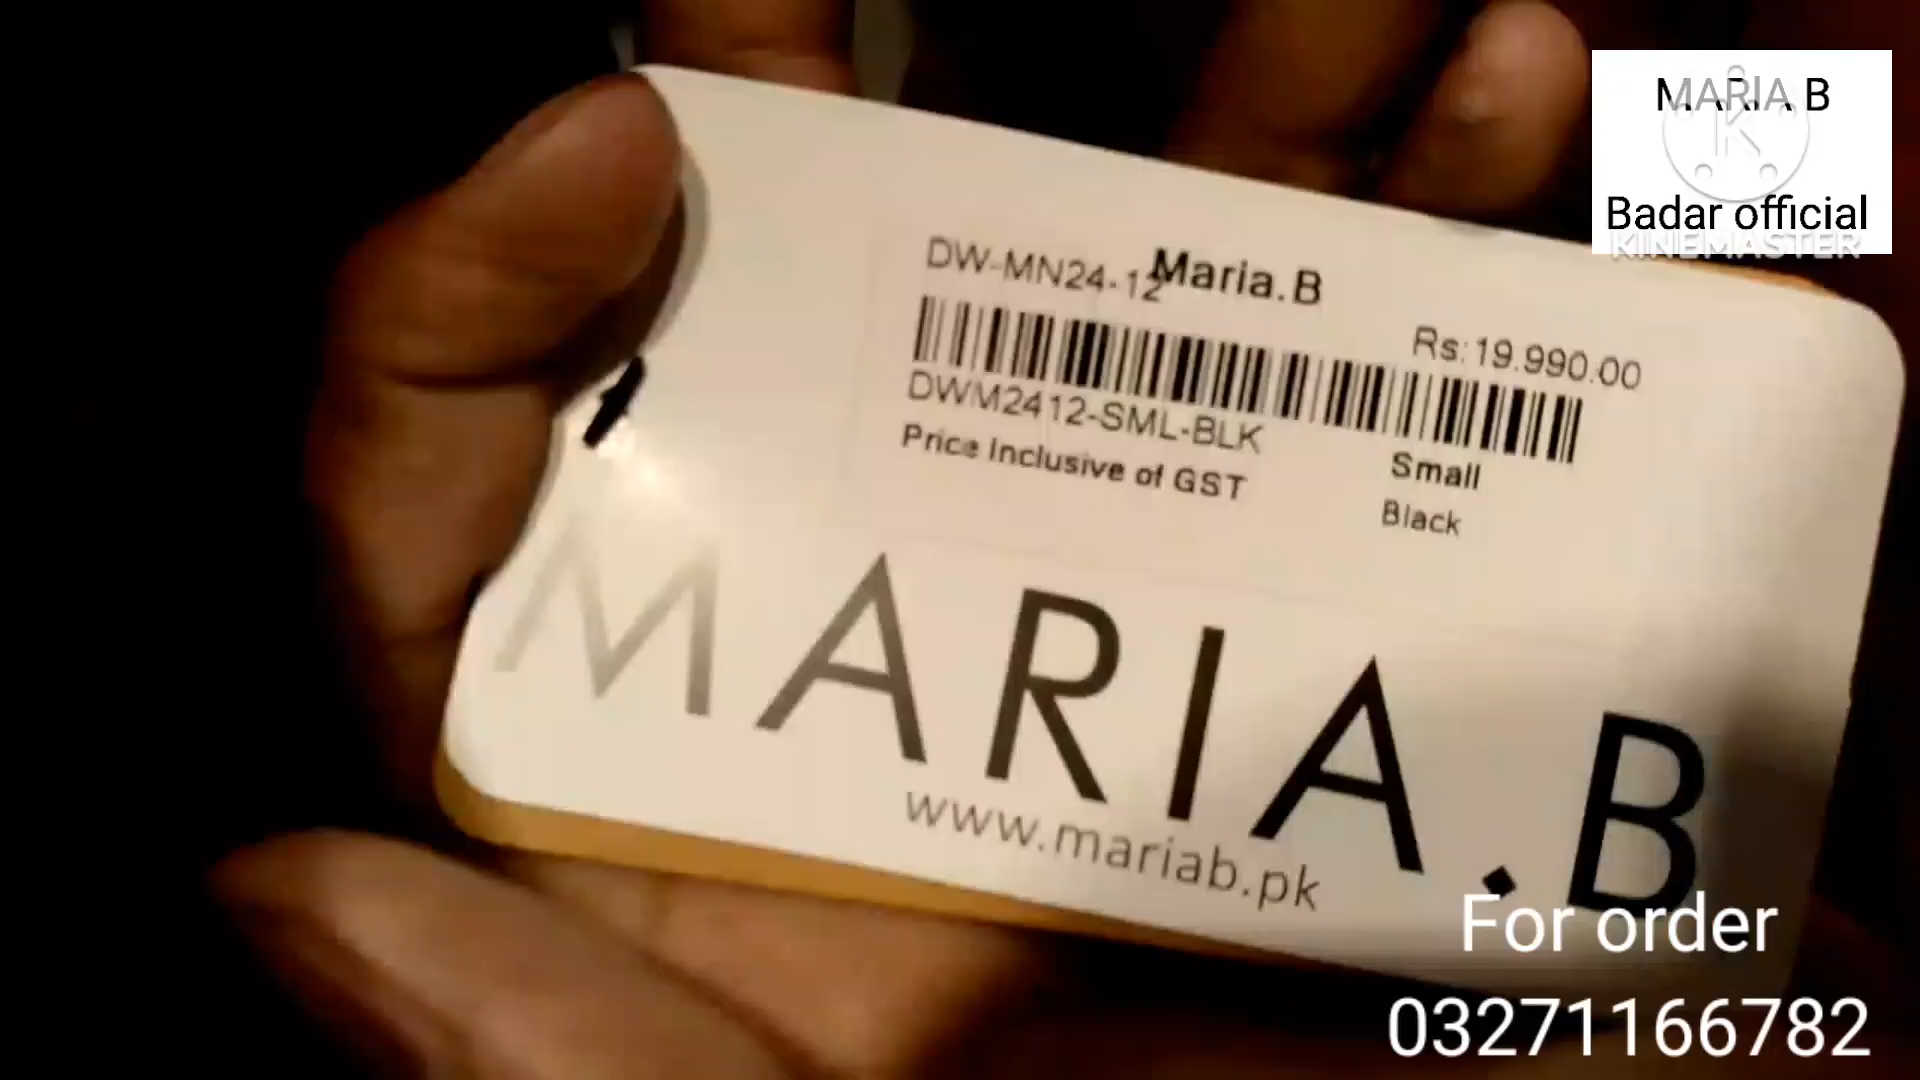 MARIA B
Badar official
KINEMASTER
DW-MN24-12
Maria.B
Rs:19.990.00
DWM2412-SML-BLK
Price Inclusive of GST
Small
Black
MARIA.B
www.mariab.pk
For order
03271166782